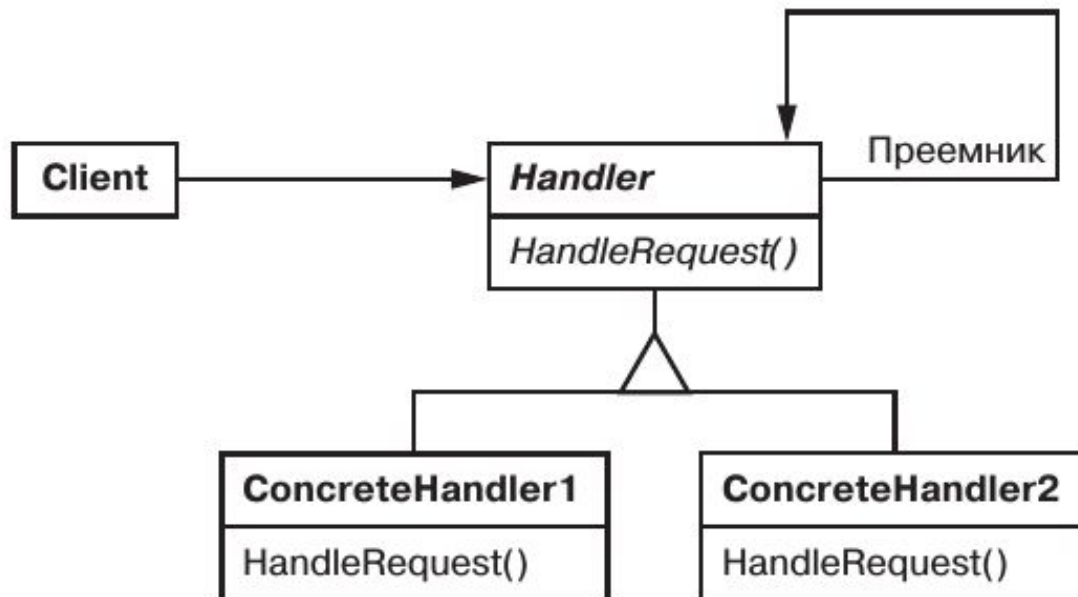 Client
Handler
Преемник
HandleRequest()
ConcreteHandler1
ConcreteHandler2
HandleRequest()
HandleRequest()